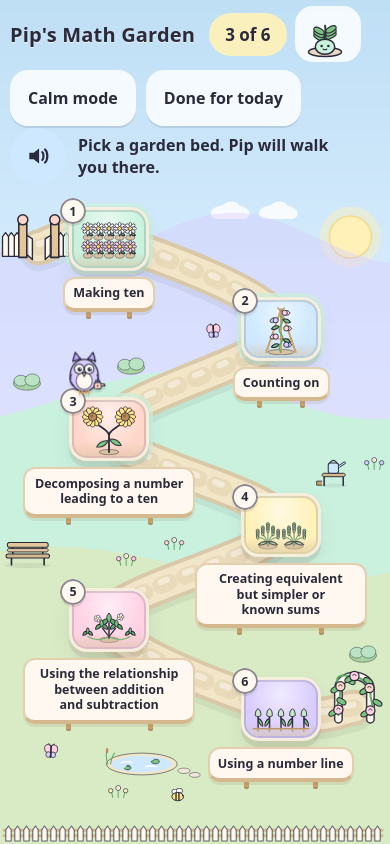 Pip's Math Garden
3 of 6
Calm mode
Done for today
Pick a garden bed. Pip will walk
you there.
1
Making ten
2
Counting on
3
Decomposing a number
leading to a ten
4
Creating equivalent
but simpler or
known sums
5
Using the relationship
between addition
and subtraction
6
Using a number line